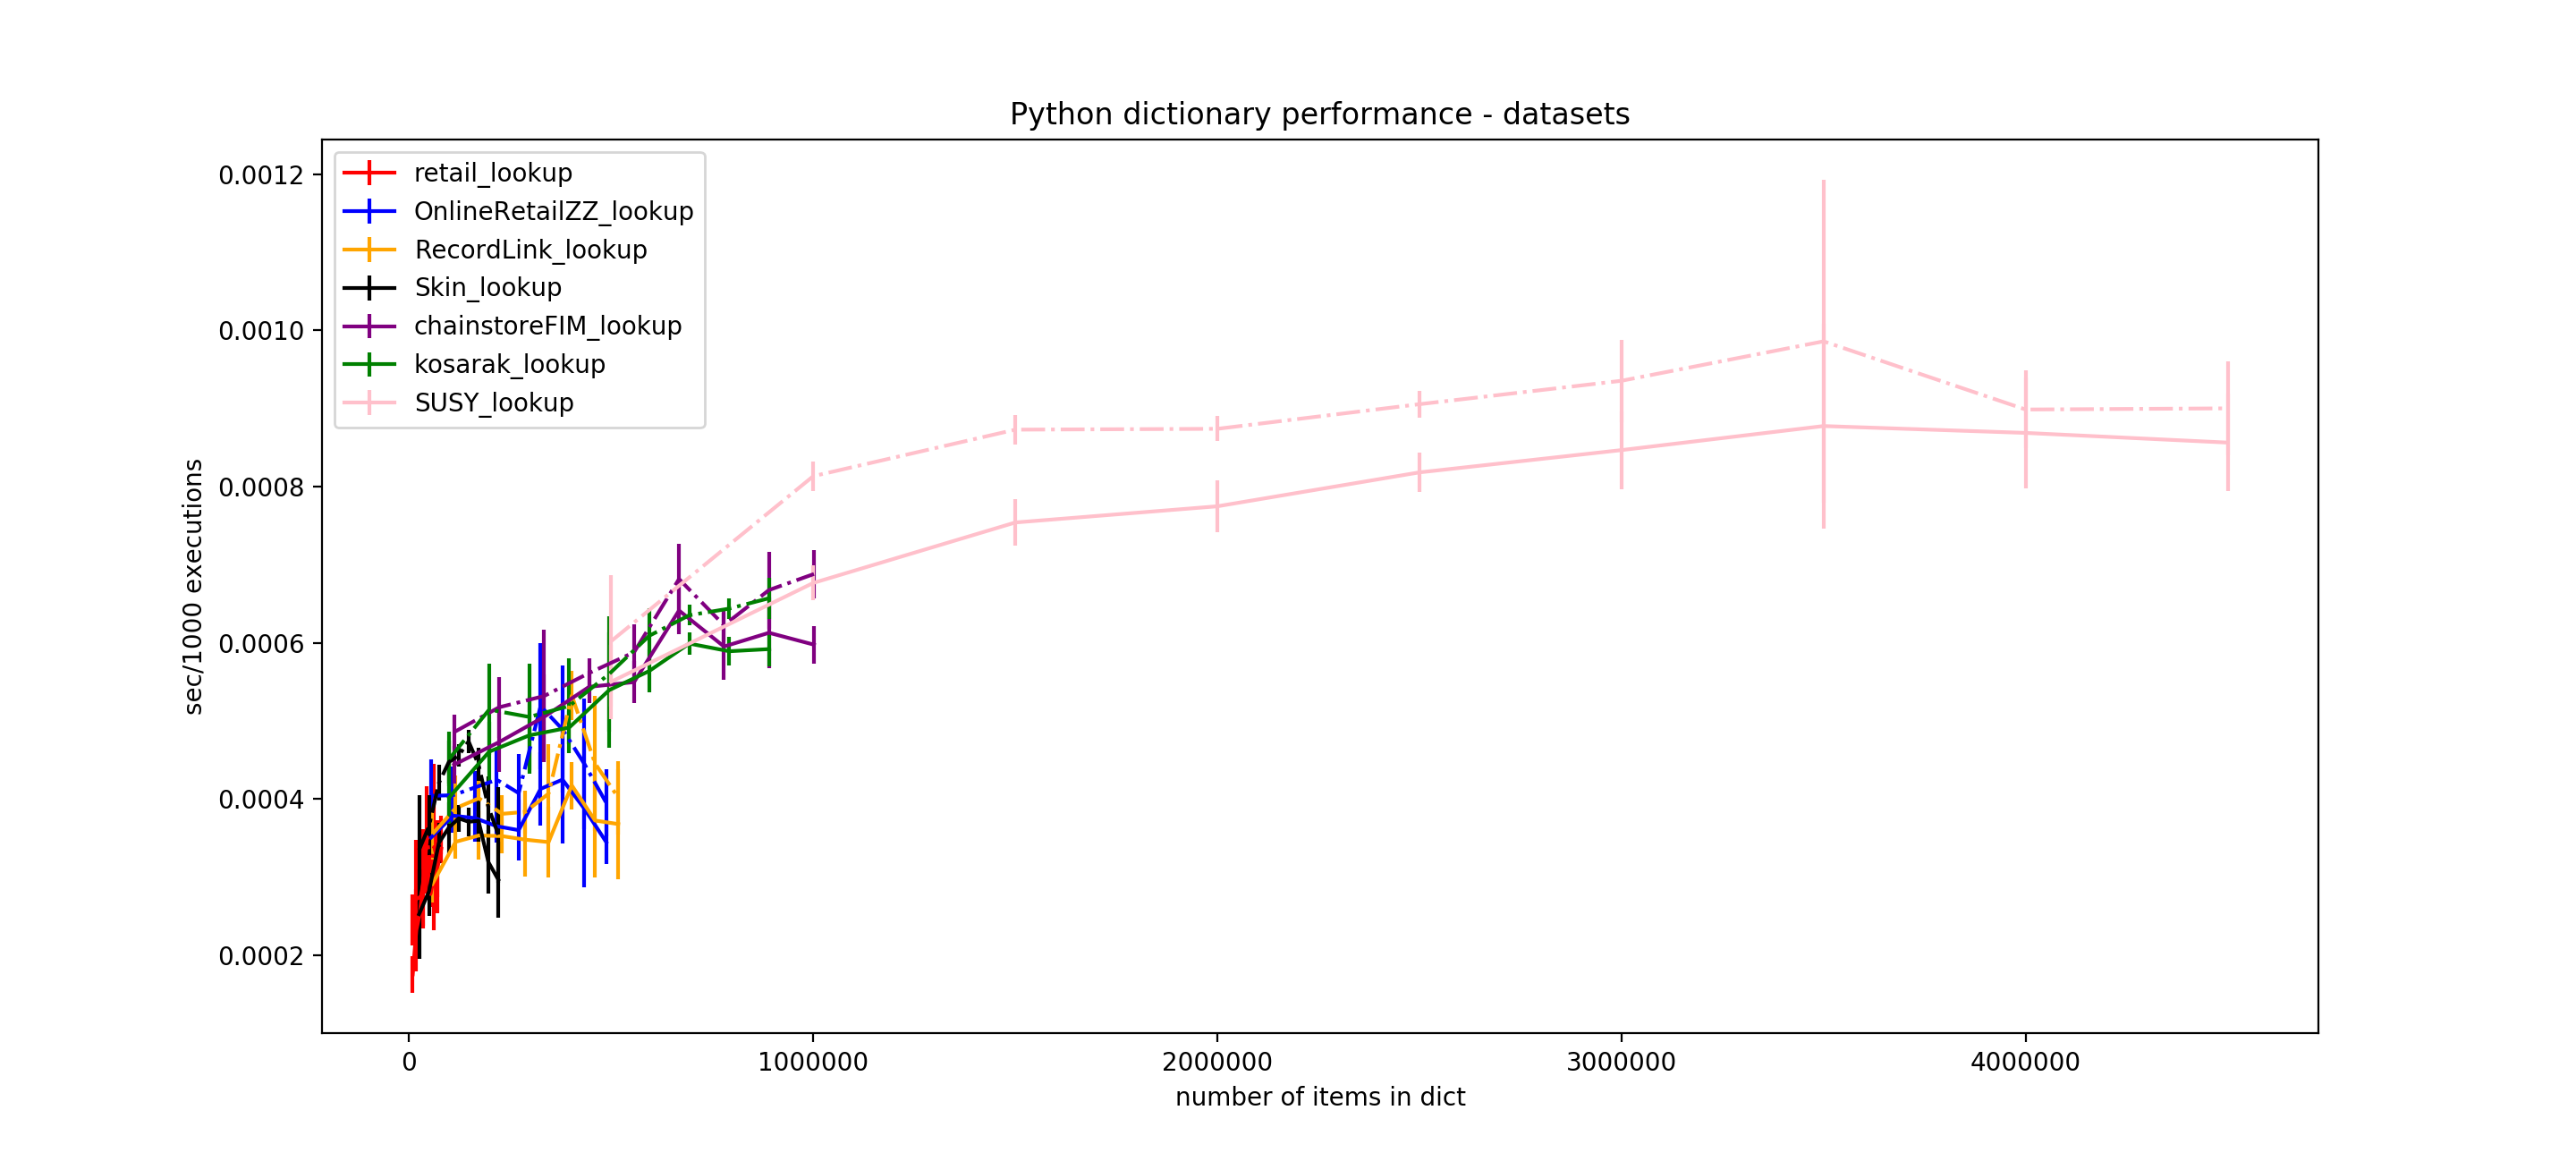 Python dictionary performance - datasets
retail_lookup
OnlineRetailZZ_lookup
RecordLink_lookup
Skin_lookup
chainstoreFIM_lookup
kosarak_lookup
SUSY_lookup
0.0012
0.0010
0.0008
0.0006
0.0004
0.0002
sec/1000 executions
0
1000000
2000000
3000000
4000000
number of items in dict